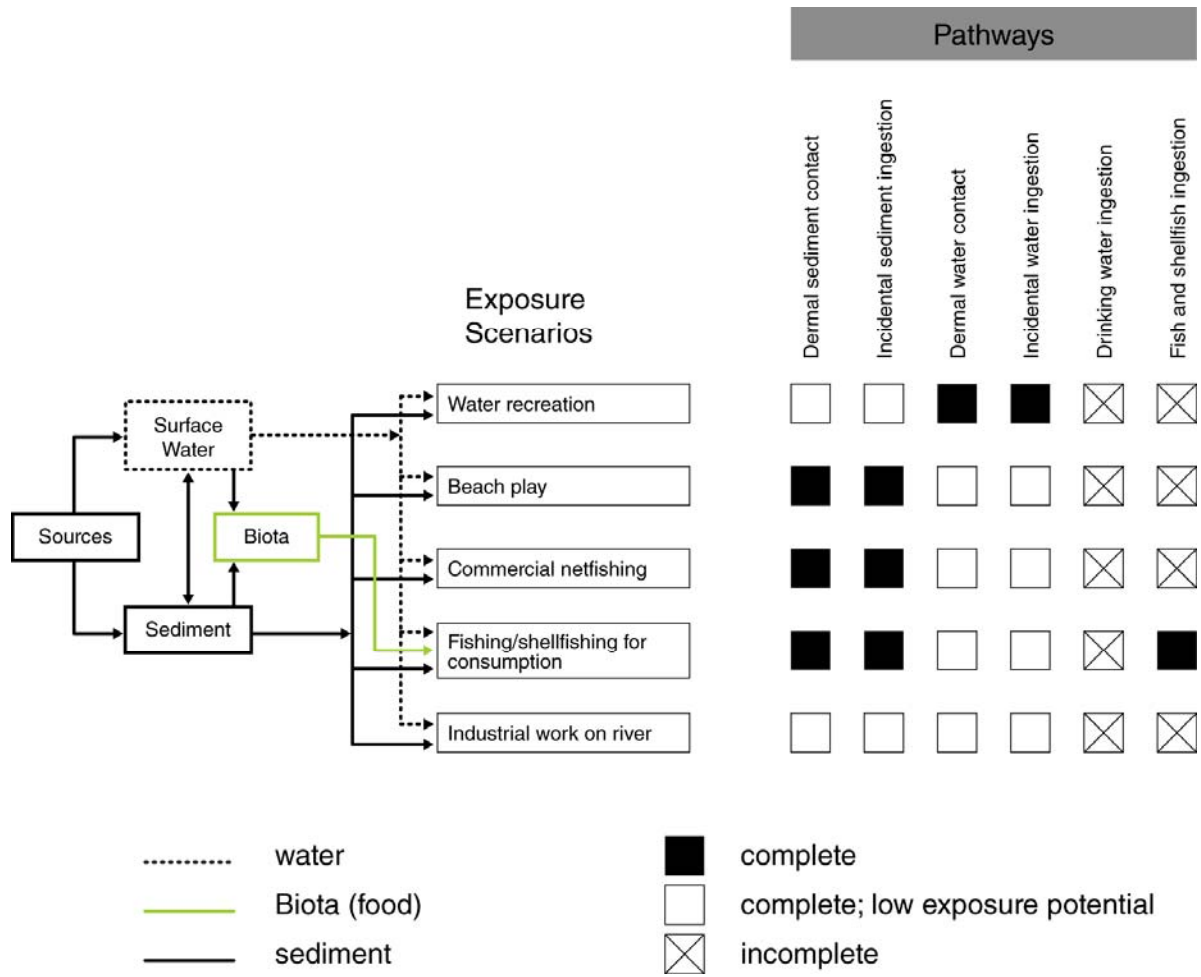 Pathways
Dermal sediment contact
Incidental sediment ingestion
Dermal water contact
Incidental water ingestion
Drinking water ingestion
Fish and shellfish ingestion
Exposure
Scenarios
Surface
Water
Sources
Biota
Sediment
Water recreation
Beach play
Commercial netfishing
Fishing/shellfishing for
consumption
Industrial work on river
water
Biota (food)
sediment
complete
complete; low exposure potential
incomplete